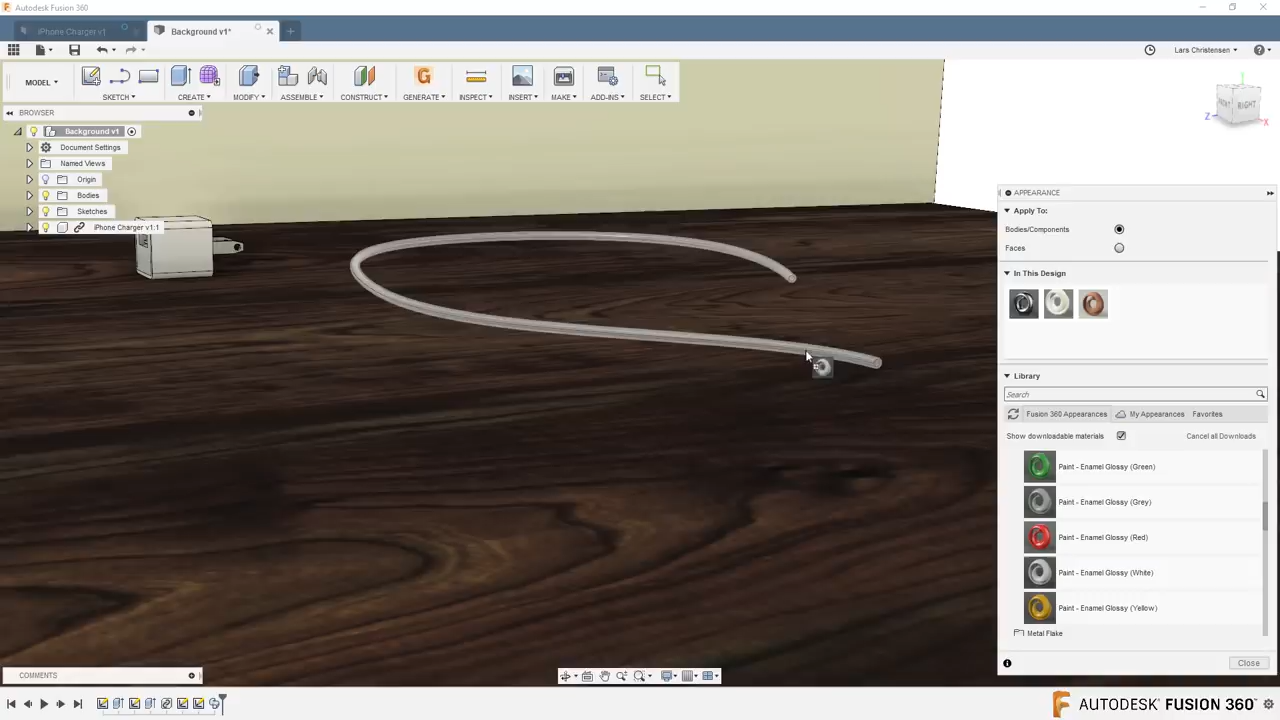 Autodesk Fusion 360
iPhone Charger v1
Background v1*
Lars Christensen
MODEL
SKETCH
CREATE
MODIFY
ASSEMBLE
CONSTRUCT
GENERATE
INSPECT
INSERT
MAKE
ADD-INS
SELECT
RIGHT
Z
X
BROWSER
Background v1
Document Settings
Named Views
Origin
Bodies
Sketches
iPhone Charger v1:1
APPEARANCE
Apply To:
Bodies/Components
Faces
In This Design
Library
Search
Fusion 360 Appearances
My Appearances
Favorites
Show downloadable materials
Cancel all Downloads
Paint - Enamel Glossy (Green)
Paint - Enamel Glossy (Grey)
Paint - Enamel Glossy (Red)
Paint - Enamel Glossy (White)
Paint - Enamel Glossy (Yellow)
Metal Flake
Close
COMMENTS
AUTODESK® FUSION 360™